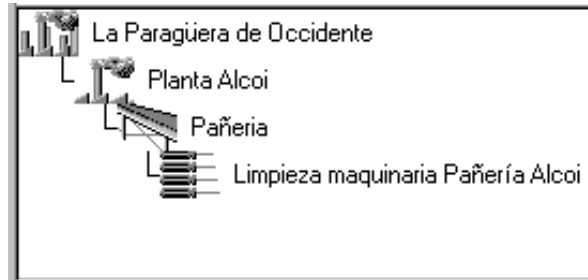 La Paragüera de Occidente
Planta Alcoi
Pañeria
Limpieza maquinaria Pañería Alcoi